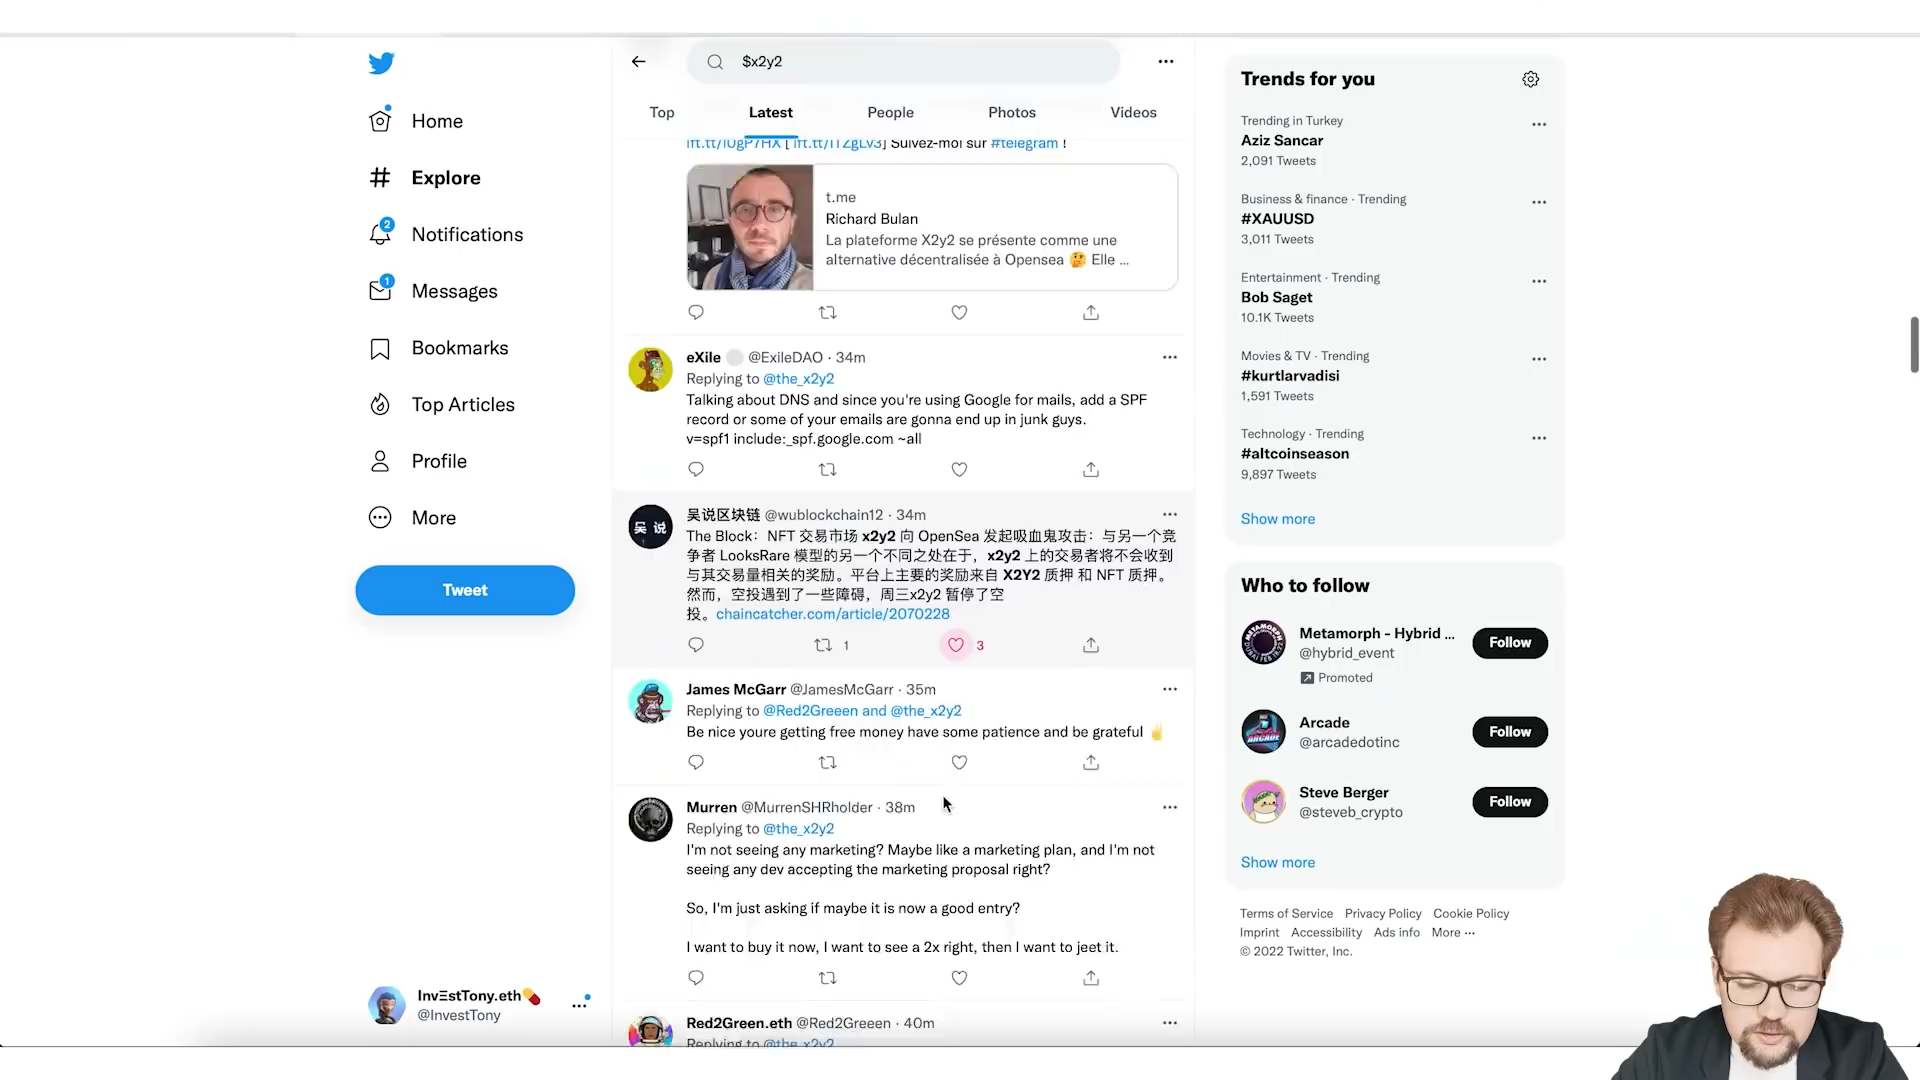 $x2y2
Top
Latest
People
Photos
Videos
Home
Explore
2
Notifications
1
Messages
Bookmarks
Top Articles
Profile
More
Tweet
InvΞstTony.eth💊
@InvestTony
Suivez-moi sur #telegram !
t.me
Richard Bulan
La plateforme X2y2 se présente comme une
alternative décentralisée à Opensea 🤔 Elle ...
eXile @ExileDAO · 34m
Replying to @the_x2y2
Talking about DNS and since you're using Google for mails, add a SPF
record or some of your emails are gonna end up in junk guys.
v=spf1 include:_spf.google.com ~all
吴说
吴说区块链 @wublockchain12 · 34m
The Block：NFT 交易市场 x2y2 向 OpenSea 发起吸血鬼攻击：与另一个竞
争者 LooksRare 模型的另一个不同之处在于，x2y2 上的交易者将不会收到
与其交易量相关的奖励。平台上主要的奖励来自 X2Y2 质押 和 NFT 质押。
然而，空投遇到了一些障碍，周三x2y2 暂停了空
投。chaincatcher.com/article/2070228
1
3
James McGarr @JamesMcGarr · 35m
Replying to @Red2Greeen and @the_x2y2
Be nice youre getting free money have some patience and be grateful ✌
Murren @MurrenSHRholder · 38m
Replying to @the_x2y2
I'm not seeing any marketing? Maybe like a marketing plan, and I'm not
seeing any dev accepting the marketing proposal right?
So, I'm just asking if maybe it is now a good entry?
I want to buy it now, I want to see a 2x right, then I want to jeet it.
Red2Green.eth @Red2Greeen · 40m
Replying to @the_x2y2
Trends for you
Trending in Turkey
Aziz Sancar
2,091 Tweets
Business & finance · Trending
#XAUUSD
3,011 Tweets
Entertainment · Trending
Bob Saget
10.1K Tweets
Movies & TV · Trending
#kurtlarvadisi
1,591 Tweets
Technology · Trending
#altcoinseason
9,897 Tweets
Show more
Who to follow
METAMORPH
Metamorph - Hybrid ...
@hybrid_event
Promoted
Follow
ARCADE
Arcade
@arcadedotinc
Follow
Steve Berger
@steveb_crypto
Follow
Show more
Terms of Service Privacy Policy Cookie Policy
Imprint Accessibility Ads info More ···
© 2022 Twitter, Inc.